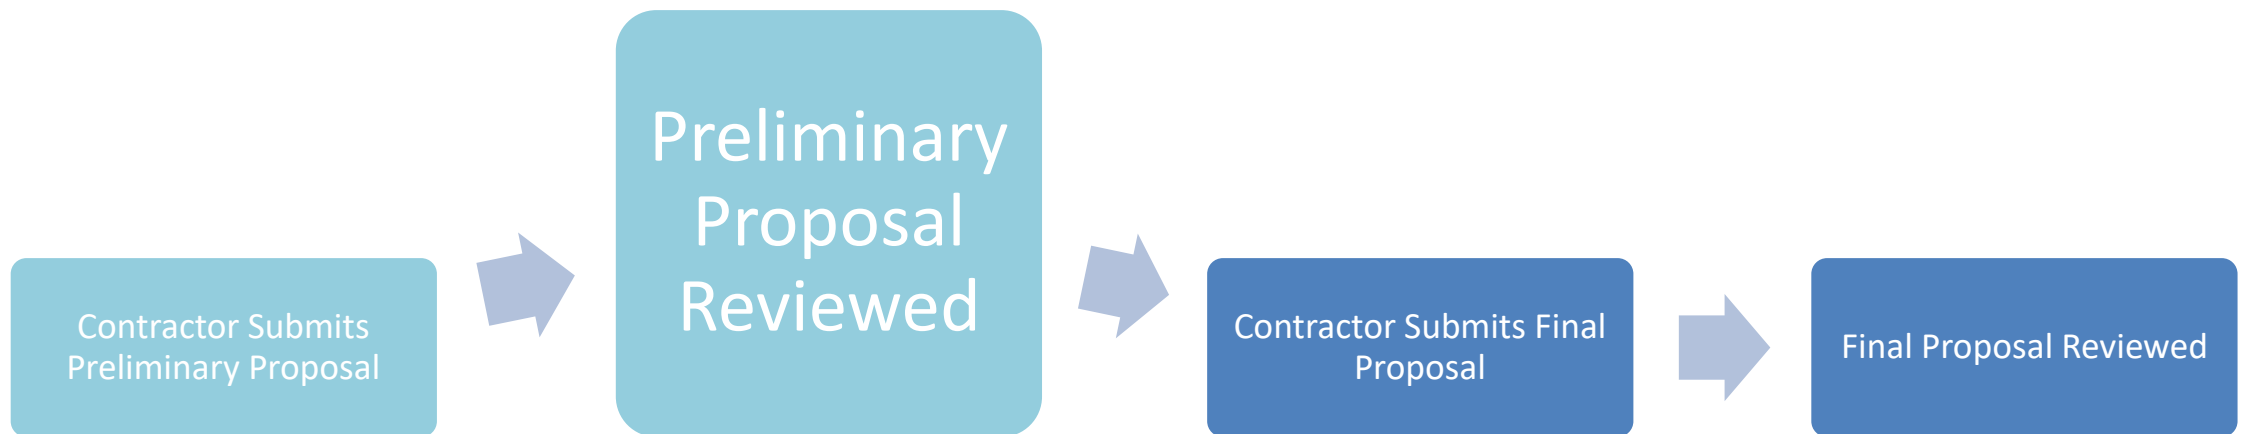 Contractor Submits
Preliminary Proposal
Preliminary
Proposal
Reviewed
Contractor Submits Final
Proposal
Final Proposal Reviewed